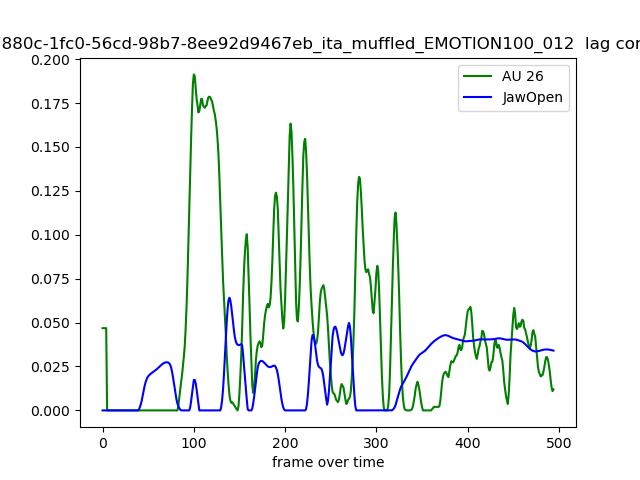 880c-1fc0-56cd-98b7-8ee92d9467eb_ita_muffled_EMOTION100_012 lag
AU 26
JawOpen
0.200
0.175
0.150
0.125
0.100
0.075
0.050
0.025
0.000
0 100 200 300 400 500
frame over time